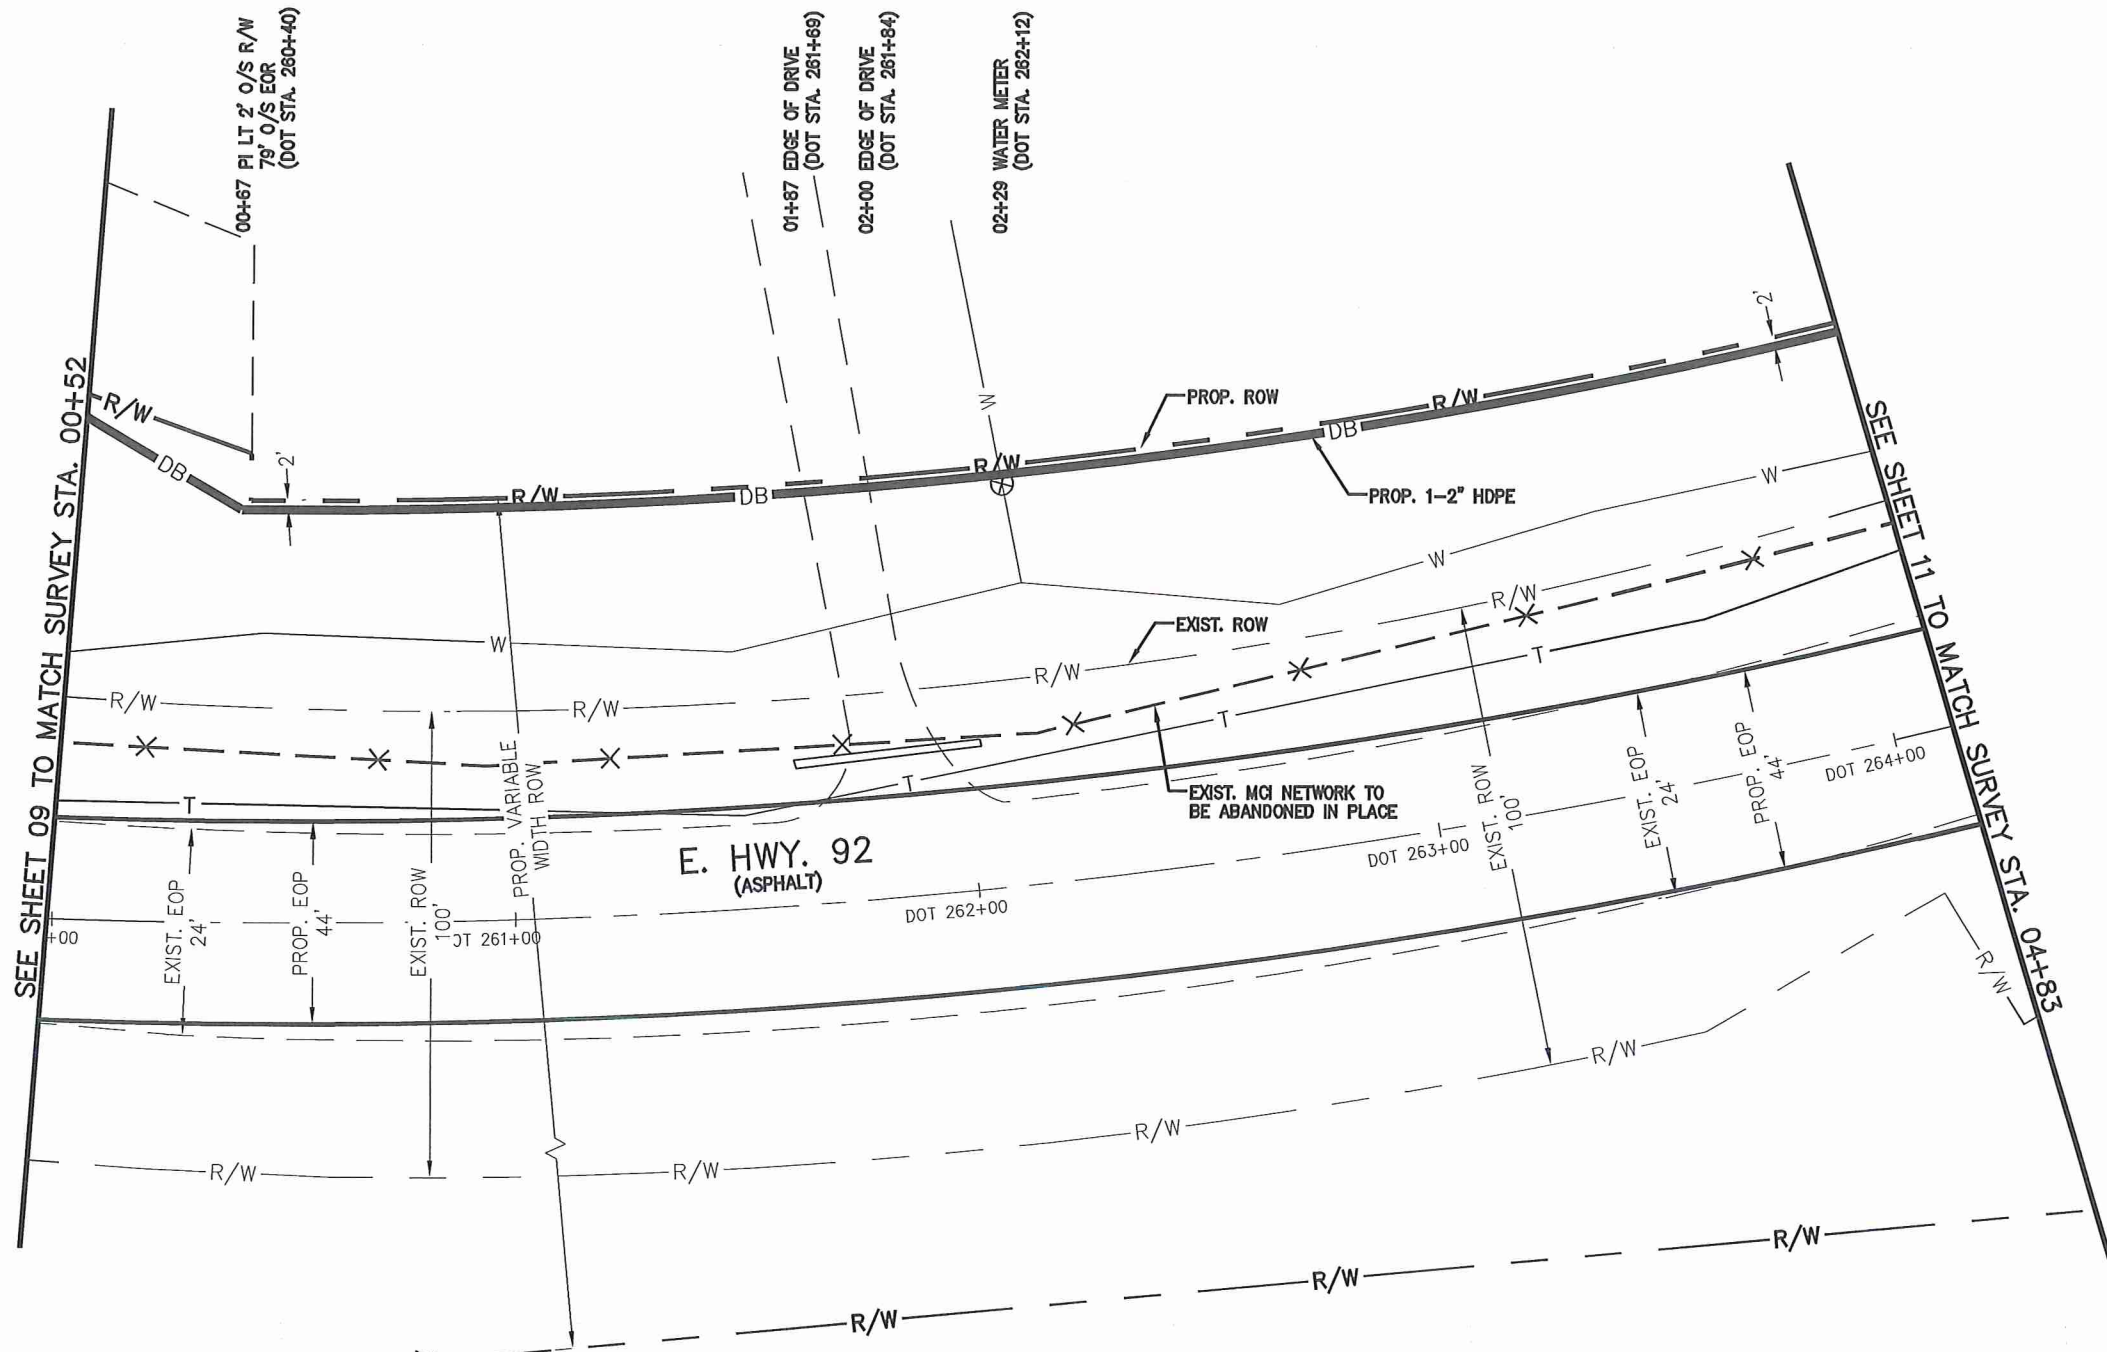 00+67 PI LT 2' O/S R/W
79' O/S EOR
(DOT STA. 260+40)
01+87 EDGE OF DRIVE
(DOT STA. 261+69)
02+00 EDGE OF DRIVE
(DOT STA. 261+84)
02+29 WATER METER
(DOT STA. 262+12)
SEE SHEET 09 TO MATCH SURVEY STA. 00+52
SEE SHEET 11 TO MATCH SURVEY STA. 04+83
R/W
DB
2'
R/W
DB
R/W
W
PROP. ROW
DB
R/W
2'
PROP. 1-2" HDPE
W
W
W
R/W
R/W
R/W
EXIST. ROW
R/W
T
T
T
T
EXIST. MCI NETWORK TO
BE ABANDONED IN PLACE
PROP. VARIABLE
WIDTH ROW
E. HWY. 92
(ASPHALT)
EXIST. EOP
24'
PROP. EOP
44'
EXIST. ROW
100'
+00
OT 261+00
DOT 262+00
DOT 263+00
DOT 264+00
EXIST. ROW
100'
EXIST. EOP
24'
PROP. EOP
44'
R/W
R/W
R/W
R/W
R/W
R/W
R/W
R/W